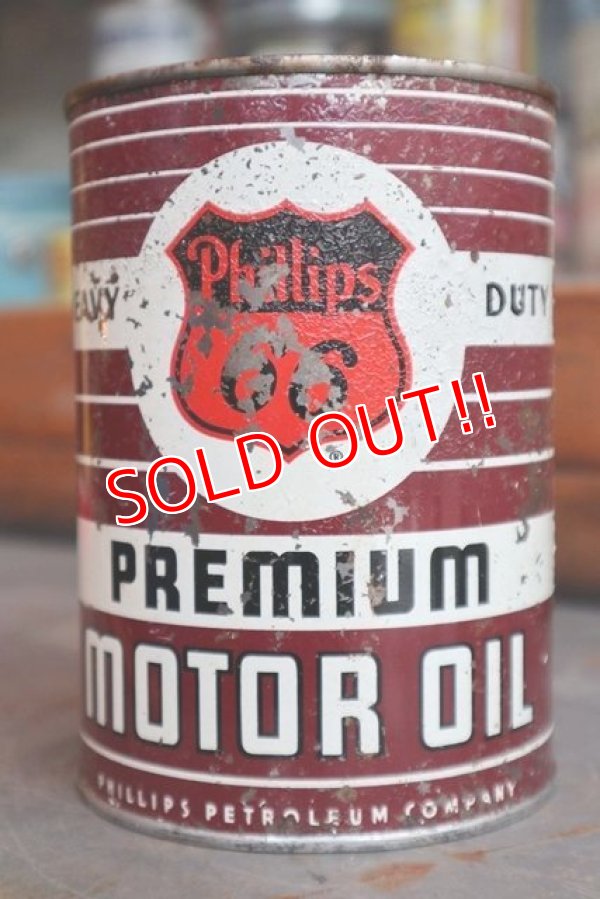 Phillips
66
HEAVY DUTY
®
SOLD OUT!!
PREMIUM
MOTOR OIL
PHILLIPS PETROLEUM COMPANY